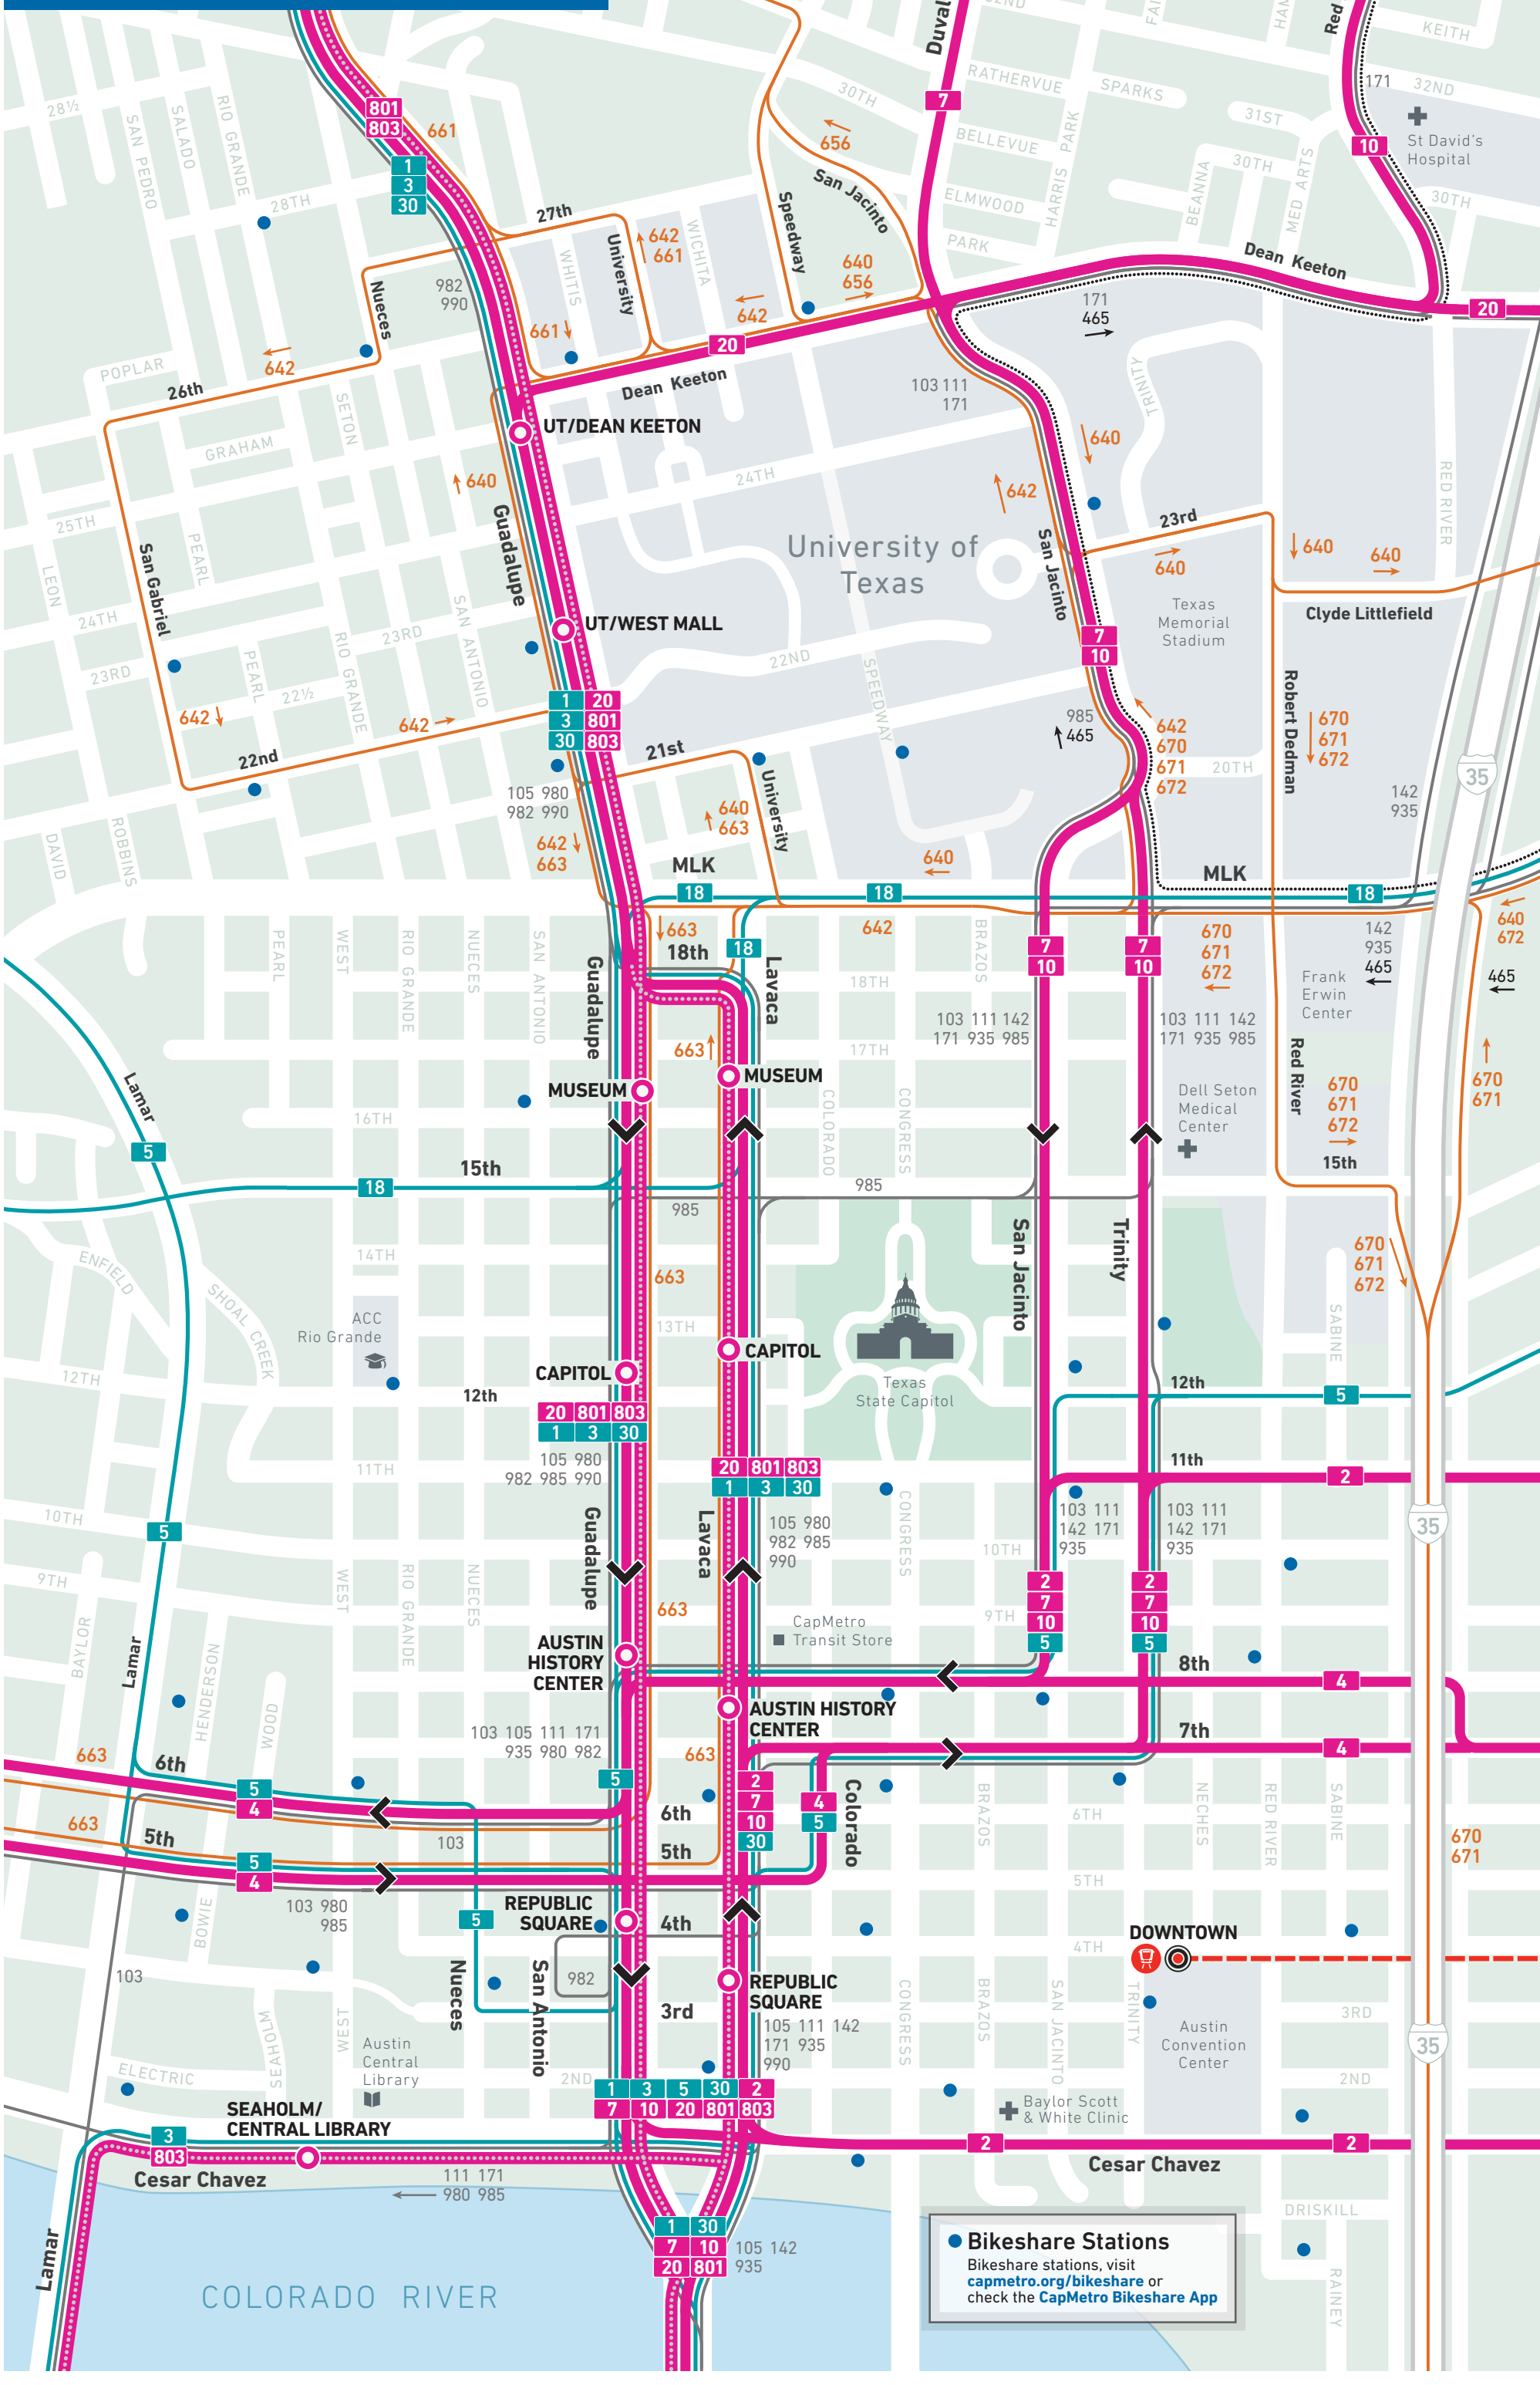 32ND
Duval
RATHERVUE
SPARKS
Red
KEITH
32ND
171
St David's
Hospital
10
28½
SAN PEDRO
SALADO
RIO GRANDE
801
803
661
1
3
30
30TH
656
7
BELLEVUE
HARRIS PARK
31ST
30TH
BEANNA
MED ARTS
30TH
28TH
San Jacinto
ELMWOOD
PARK
Dean Keeton
27th
University
642
661
WICHITA
WHITIS
Speedway
640
656
171
465
20
982
990
Nueces
661
642
20
Dean Keeton
642
26th
POPLAR
SETON
GRAHAM
103 111
171
TRINITY
UT/DEAN KEETON
640
24TH
642
640
RED RIVER
25TH
PEARL
San Gabriel
LEON
Guadalupe
University of
Texas
San Jacinto
23rd
640
640
640
Clyde Littlefield
Texas
Memorial
Stadium
24TH
23RD
23RD
RIO GRANDE
SAN ANTONIO
UT/WEST MALL
22ND
SPEEDWAY
7
10
PEARL
22½
642
642
22nd
1
20
3
801
30
803
21st
University
985
465
642
670
671
672
20TH
Robert Dedman
670
671
672
35
142
935
105 980
982 990
640
663
642
663
DAVID
ROBBINS
MLK
640
MLK
18
18
18
663
18th
642
18
Lavaca
BRAZOS
7
10
7
10
670
671
672
142
935
465
640
672
465
Frank
Erwin
Center
PEARL
WEST
RIO GRANDE
NUECES
SAN ANTONIO
Guadalupe
18TH
17TH
103 111 142
171 935 985
103 111 142
171 935 985
663
MUSEUM
MUSEUM
Lamar
5
16TH
COLORADO
CONGRESS
Dell Seton
Medical
Center
Red River
670
671
672
15th
670
671
15th
18
985
985
San Jacinto
Trinity
14TH
ENFIELD
SHOAL CREEK
663
670
671
672
ACC
Rio Grande
13TH
CAPITOL
CAPITOL
SABINE
12TH
12th
Texas
State Capitol
12th
5
20 801 803
1 3 30
105 980
982 985 990
11TH
20 801 803
1 3 30
11th
2
10TH
5
Guadalupe
Lavaca
105 980
982 985
990
CONGRESS
10TH
103 111
142 171
935
103 111
142 171
935
35
9TH
WEST
RIO GRANDE
NUECES
663
2
7
10
5
2
7
10
5
9TH
CapMetro
Transit Store
BAYLOR
Lamar
HENDERSON
WOOD
AUSTIN
HISTORY
CENTER
8th
4
AUSTIN HISTORY
CENTER
7th
4
103 105 111 171
935 980 982
663
663
6th
5
4
5
2
7
10
30
4
5
Colorado
BRAZOS
6TH
NECHES
RED RIVER
SABINE
663
5th
103
6th
5th
5
4
670
671
5TH
103 980
985
BOWIE
5
REPUBLIC
SQUARE
4th
DOWNTOWN
4TH
103
Nueces
San Antonio
982
REPUBLIC
SQUARE
3rd
105 111 142
171 935
990
CONGRESS
BRAZOS
SAN JACINTO
TRINITY
Austin
Convention
Center
3RD
35
WEST
SEAHOLM
Austin
Central
Library
ELECTRIC
2ND
2ND
1 3 5 30 2
7 10 20 801 803
Baylor Scott
& White Clinic
SEAHOLM/
CENTRAL LIBRARY
3
803
Cesar Chavez
2
2
Cesar Chavez
111 171
980 985
Lamar
1 30
7 10
20 801
105 142
935
DRISKILL
RAINEY
COLORADO RIVER
Bikeshare Stations
Bikeshare stations, visit
capmetro.org/bikeshare or
check the CapMetro Bikeshare App